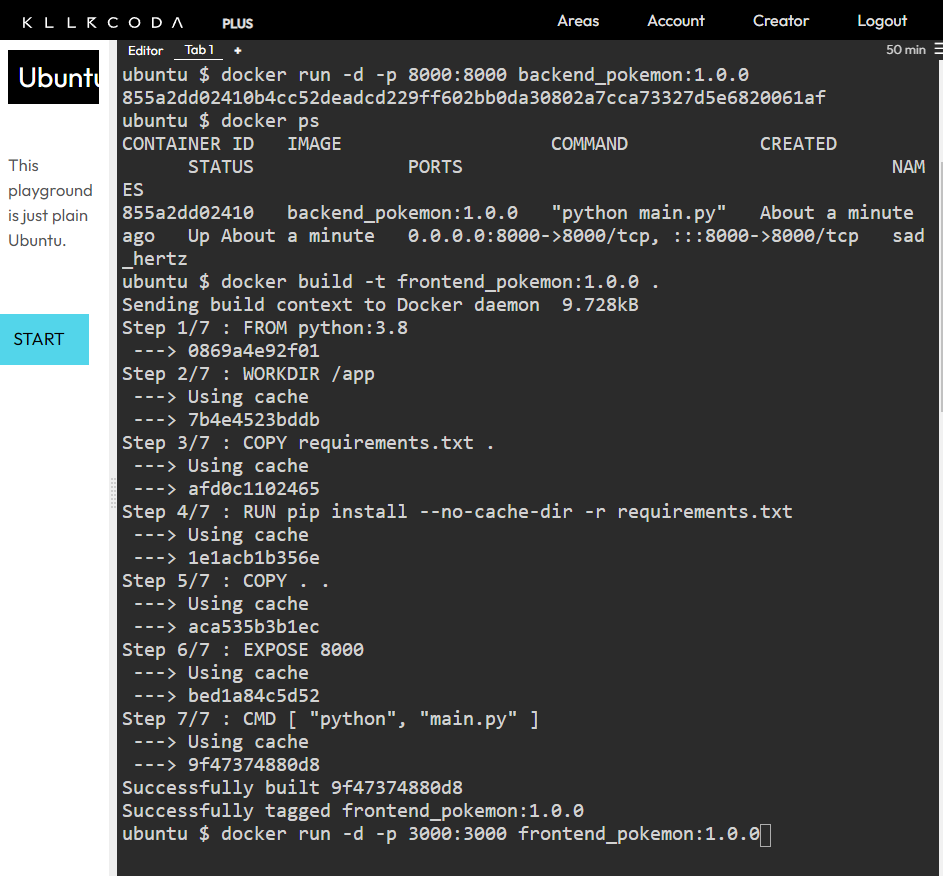 KLLRCODA PLUS Areas Account Creator Logout
Editor Tab 1 + 50 min
Ubuntu
This
playground
is just plain
Ubuntu.
START
ubuntu $ docker run -d -p 8000:8000 backend_pokemon:1.0.0
855a2dd02410b4cc52deadcd229ff602bb0da30802a7cca73327d5e6820061af
ubuntu $ docker ps
CONTAINER ID   IMAGE                   COMMAND            CREATED
      STATUS              PORTS                                       NAM
ES
855a2dd02410   backend_pokemon:1.0.0   "python main.py"   About a minute
ago   Up About a minute   0.0.0.0:8000->8000/tcp, :::8000->8000/tcp   sad
_hertz
ubuntu $ docker build -t frontend_pokemon:1.0.0 .
Sending build context to Docker daemon  9.728kB
Step 1/7 : FROM python:3.8
 ---> 0869a4e92f01
Step 2/7 : WORKDIR /app
 ---> Using cache
 ---> 7b4e4523bddb
Step 3/7 : COPY requirements.txt .
 ---> Using cache
 ---> afd0c1102465
Step 4/7 : RUN pip install --no-cache-dir -r requirements.txt
 ---> Using cache
 ---> 1e1acb1b356e
Step 5/7 : COPY . .
 ---> Using cache
 ---> aca535b3b1ec
Step 6/7 : EXPOSE 8000
 ---> Using cache
 ---> bed1a84c5d52
Step 7/7 : CMD [ "python", "main.py" ]
 ---> Using cache
 ---> 9f47374880d8
Successfully built 9f47374880d8
Successfully tagged frontend_pokemon:1.0.0
ubuntu $ docker run -d -p 3000:3000 frontend_pokemon:1.0.0